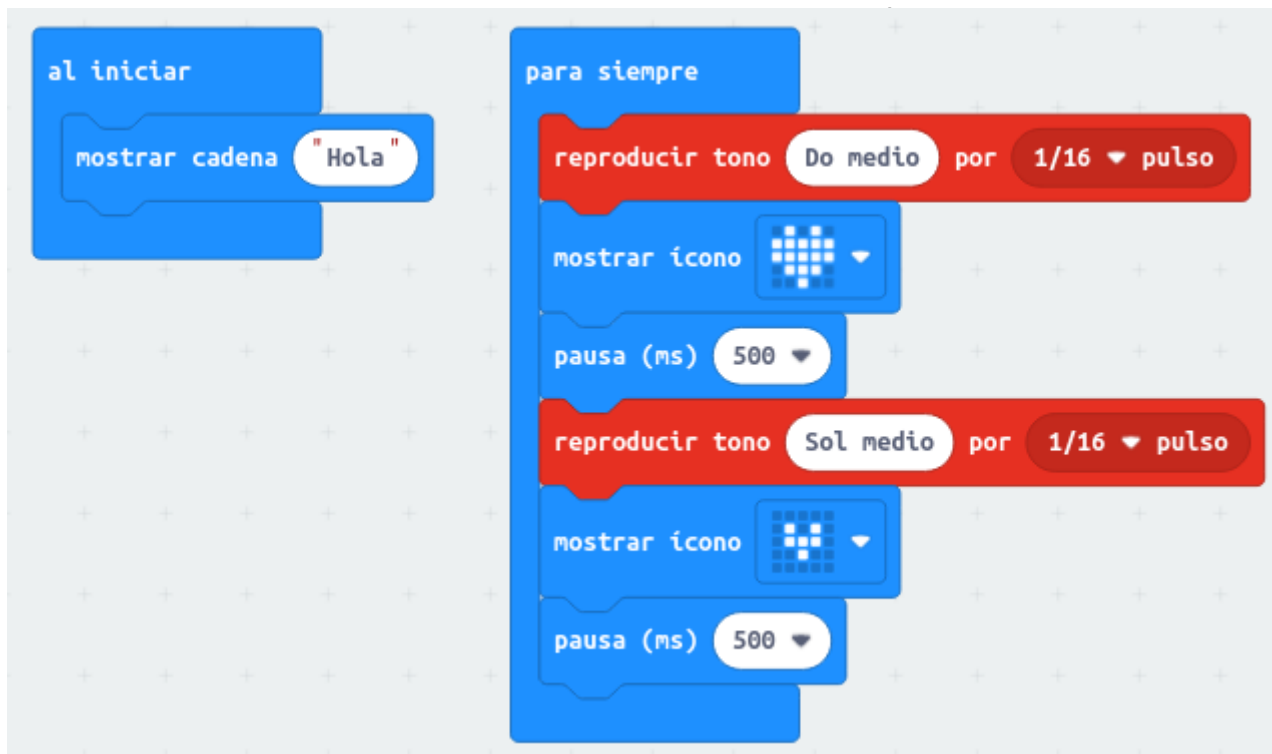 al iniciar
mostrar cadena "Hola"
para siempre
reproducir tono Do medio por 1/16 pulso
mostrar ícono
pausa (ms) 500
reproducir tono Sol medio por 1/16 pulso
mostrar ícono
pausa (ms) 500